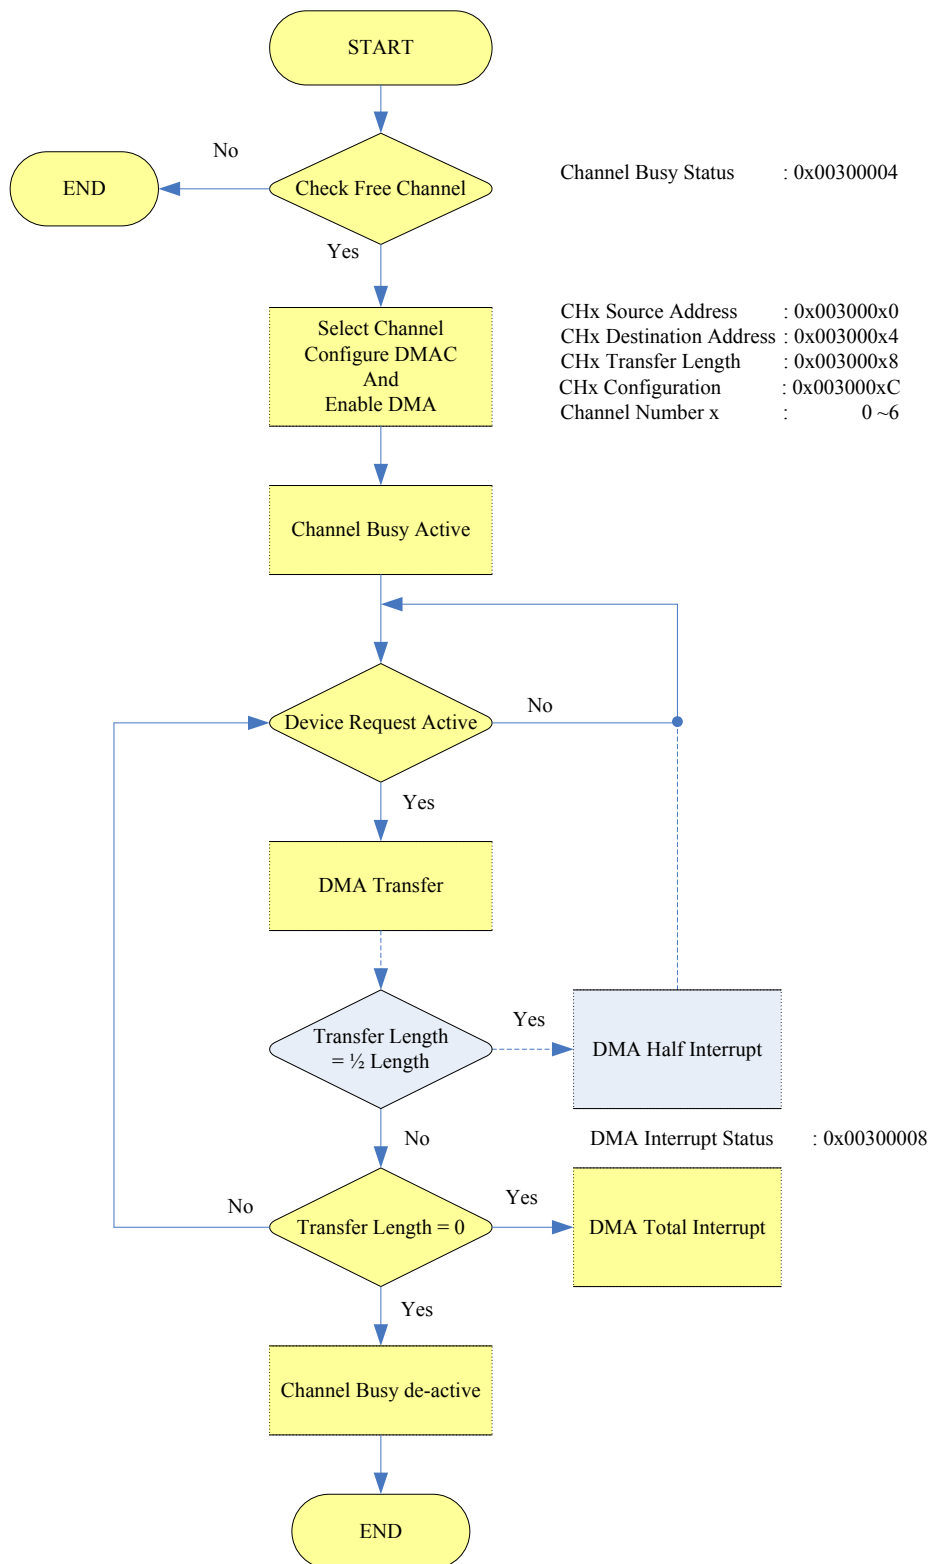 START
No
END
Check Free Channel
Channel Busy Status : 0x00300004
Yes
Select Channel
Configure DMAC
And
Enable DMA
CHx Source Address : 0x003000x0
CHx Destination Address : 0x003000x4
CHx Transfer Length : 0x003000x8
CHx Configuration : 0x003000xC
Channel Number x : 0 ~6
Channel Busy Active
Device Request Active
No
Yes
DMA Transfer
Transfer Length
= ½ Length
Yes
DMA Half Interrupt
No
DMA Interrupt Status : 0x00300008
No
Transfer Length = 0
Yes
DMA Total Interrupt
Yes
Channel Busy de-active
END